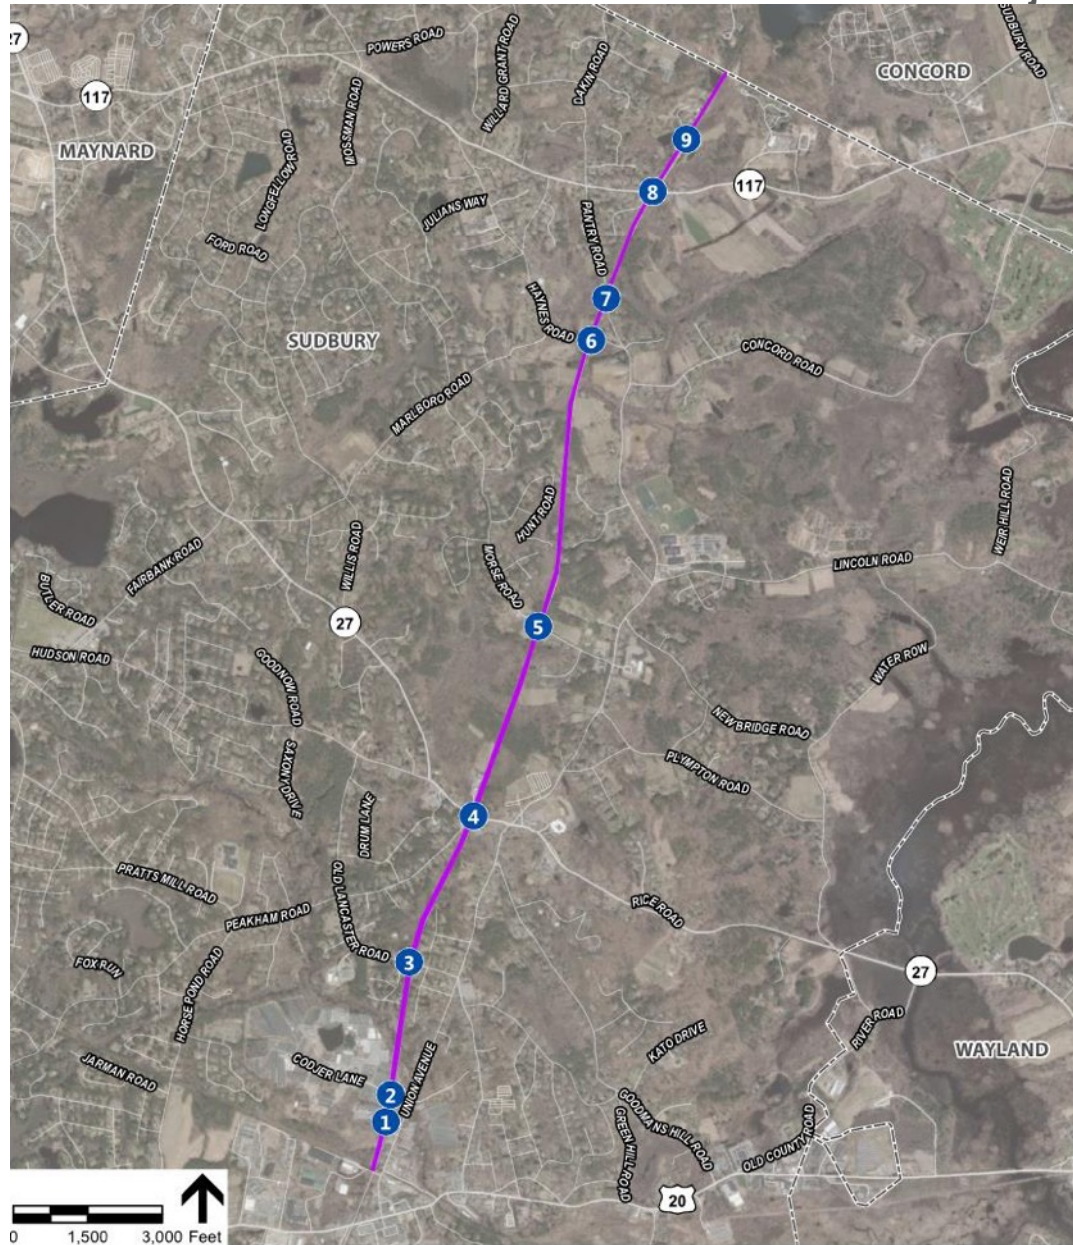 SUDBURY ROAD
27
POWERS ROAD
WILLARD GRANT ROAD
DAKIN ROAD
CONCORD
117
MOSSMAN ROAD
MAYNARD
9
LONGFELLOW ROAD
8
117
JULIANS WAY
PANTRY ROAD
FORD ROAD
7
HAYNES ROAD
SUDBURY
6
CONCORD ROAD
MARLBORO ROAD
HUNT ROAD
WEIR HILL ROAD
WILLIS ROAD
FAIRBANK ROAD
MORSE ROAD
LINCOLN ROAD
BUTLER ROAD
27
5
HUDSON ROAD
GOODNOW ROAD
WATER ROW
NEWBRIDGE ROAD
SAXONY DRIVE
PLYMPTON ROAD
4
DRUM LANE
PRATTS MILL ROAD
OLD LANCASTER ROAD
PEAKHAM ROAD
RICE ROAD
3
FOX RUN
27
HORSE POND ROAD
RIVER ROAD
KATO DRIVE
WAYLAND
JARMAN ROAD
CODJER LANE
UNION AVENUE
2
1
GOODMANS HILL ROAD
GREEN HILL ROAD
OLD COUNTY ROAD
20
0 1,500 3,000 Feet